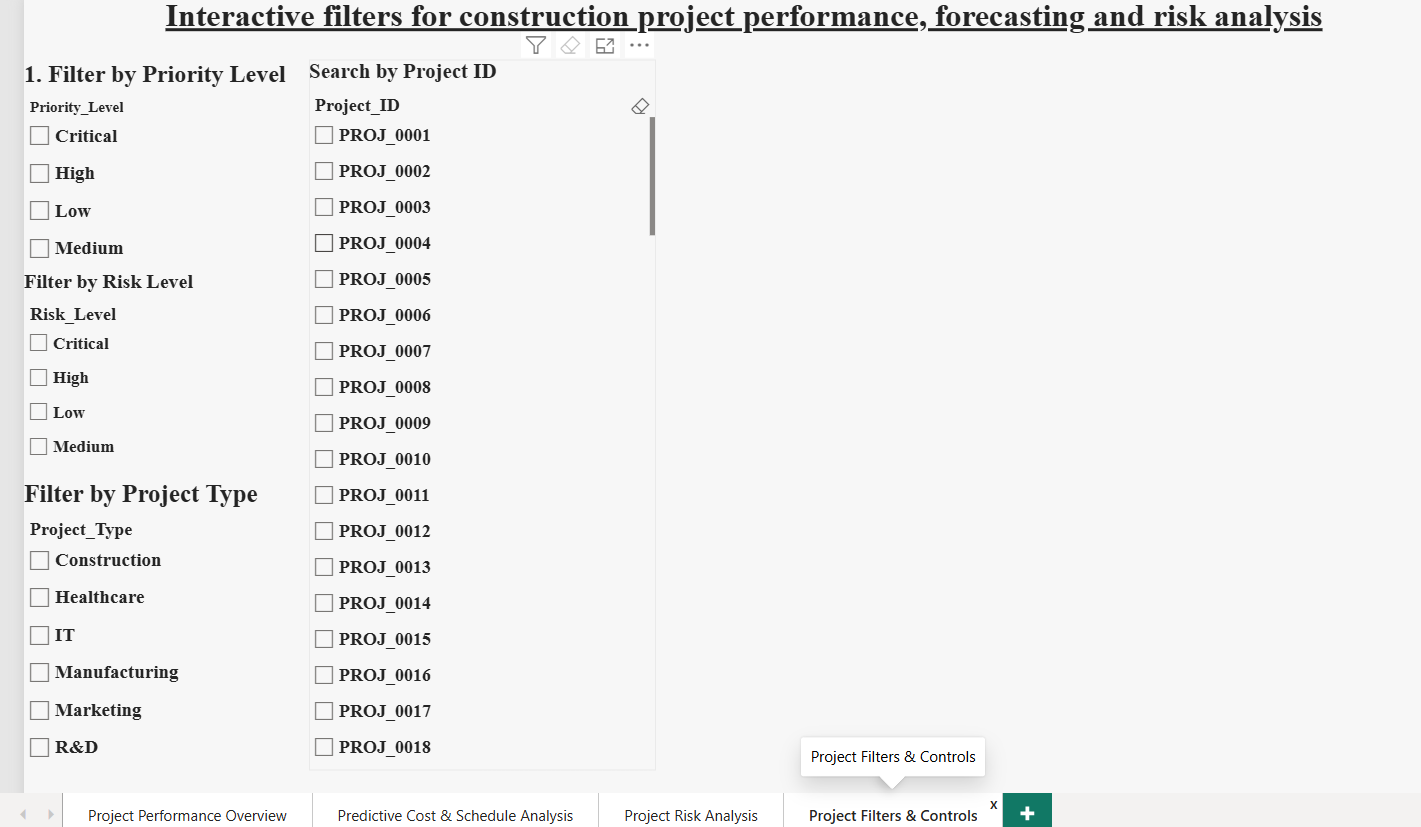 Interactive filters for construction project performance, forecasting and risk analysis
1. Filter by Priority Level
Priority_Level
Critical
High
Low
Medium
Filter by Risk Level
Risk_Level
Critical
High
Low
Medium
Filter by Project Type
Project_Type
Construction
Healthcare
IT
Manufacturing
Marketing
R&D
Search by Project ID
Project_ID
PROJ_0001
PROJ_0002
PROJ_0003
PROJ_0004
PROJ_0005
PROJ_0006
PROJ_0007
PROJ_0008
PROJ_0009
PROJ_0010
PROJ_0011
PROJ_0012
PROJ_0013
PROJ_0014
PROJ_0015
PROJ_0016
PROJ_0017
PROJ_0018
Project Filters & Controls
Project Performance Overview
Predictive Cost & Schedule Analysis
Project Risk Analysis
Project Filters & Controls
x